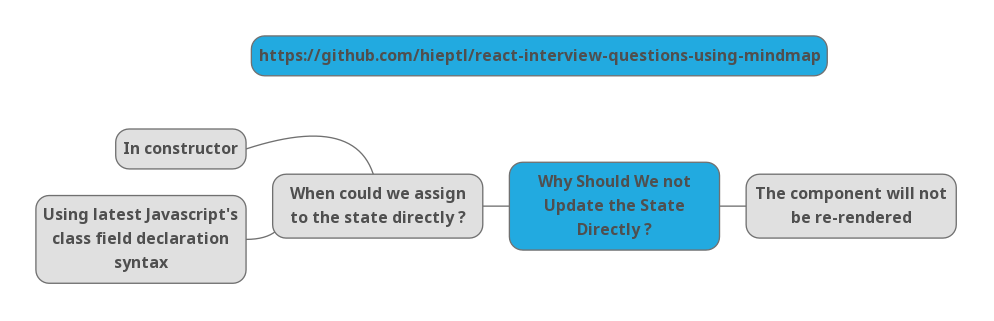 https://github.com/hieptl/react-interview-questions-using-mindmap
In constructor
Using latest Javascript's
class field declaration
syntax
When could we assign
to the state directly ?
Why Should We not
Update the State
Directly ?
The component will not
be re-rendered